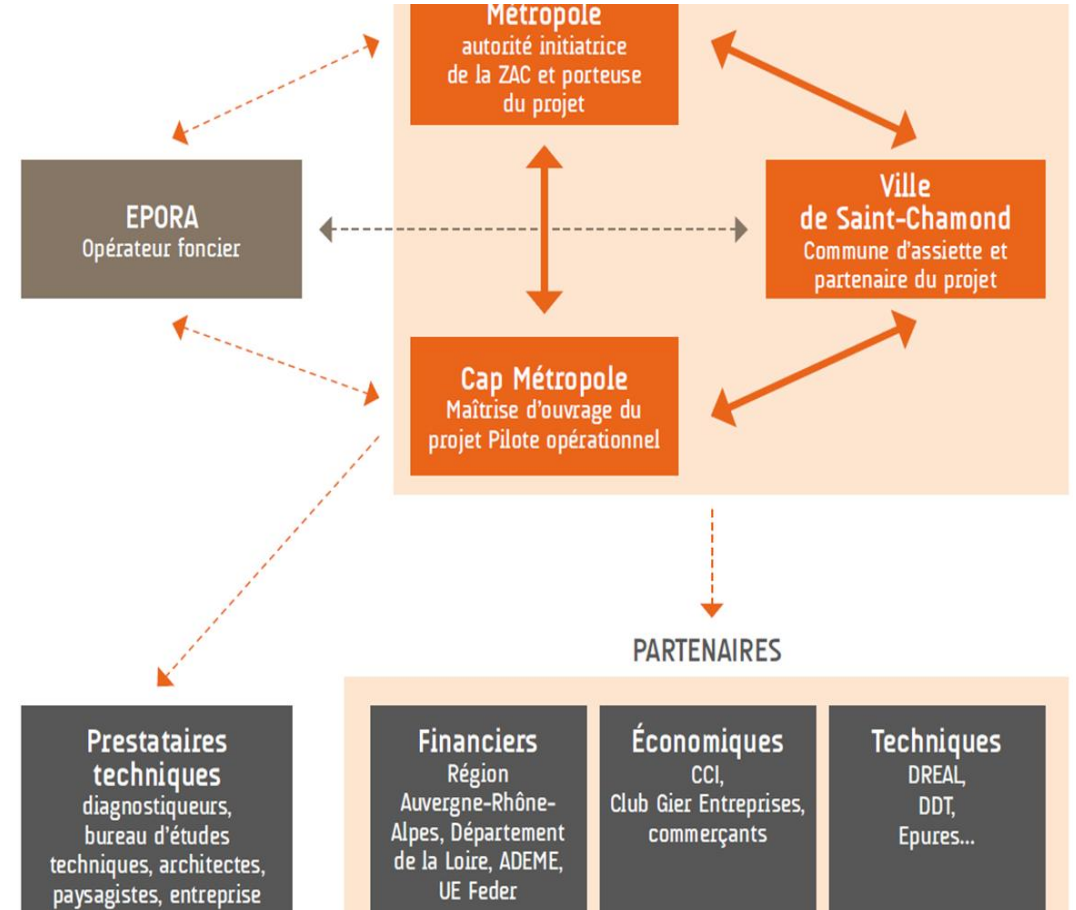 Métropole
autorité initiatrice
de la ZAC et porteuse
du projet
EPORA
Opérateur foncier
Ville
de Saint-Chamond
Commune d'assiette et
partenaire du projet
Cap Métropole
Maîtrise d'ouvrage du
projet Pilote opérationnel
PARTENAIRES
Prestataires
techniques
diagnostiqueurs,
bureau d'études
techniques, architectes,
paysagistes, entreprise
Financiers
Région
Auvergne-Rhône-
Alpes, Département
de la Loire, ADEME,
UE Feder
Économiques
CCI,
Club Gier Entreprises,
commerçants
Techniques
DREAL,
DDT,
Epures...